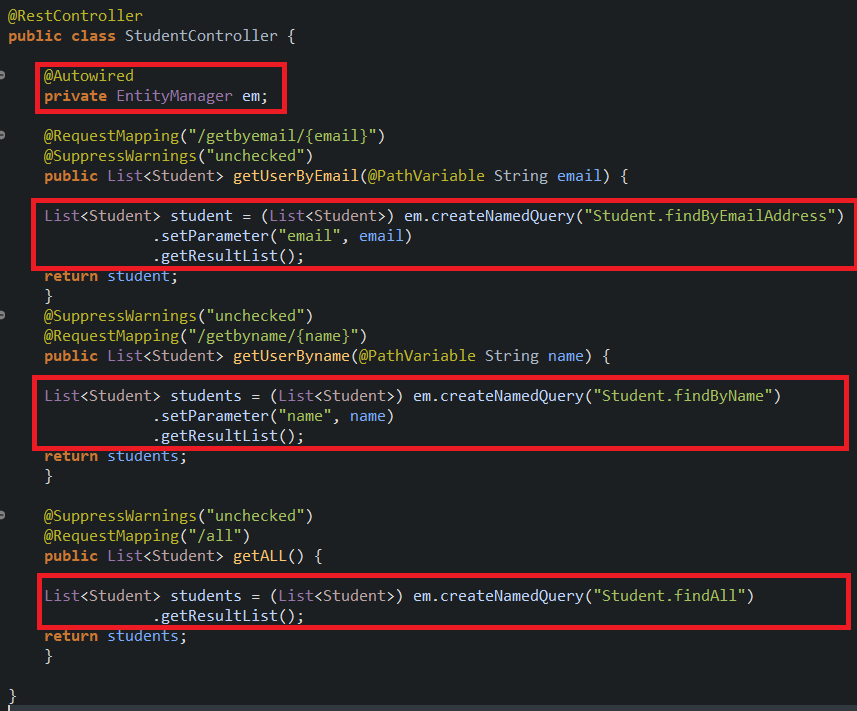 @RestController
public class StudentController {
@Autowired
private EntityManager em;
@RequestMapping("/getbyemail/{email}")
@SuppressWarnings("unchecked")
public List<Student> getUserByEmail(@PathVariable String email) {
List<Student> student = (List<Student>) em.createNamedQuery("Student.findByEmailAddress")
.setParameter("email", email)
.getResultList();
return student;
}
@SuppressWarnings("unchecked")
@RequestMapping("/getbyname/{name}")
public List<Student> getUserByname(@PathVariable String name) {
List<Student> students = (List<Student>) em.createNamedQuery("Student.findByName")
.setParameter("name", name)
.getResultList();
return students;
}
@SuppressWarnings("unchecked")
@RequestMapping("/all")
public List<Student> getALL() {
List<Student> students = (List<Student>) em.createNamedQuery("Student.findAll")
.getResultList();
return students;
}
}